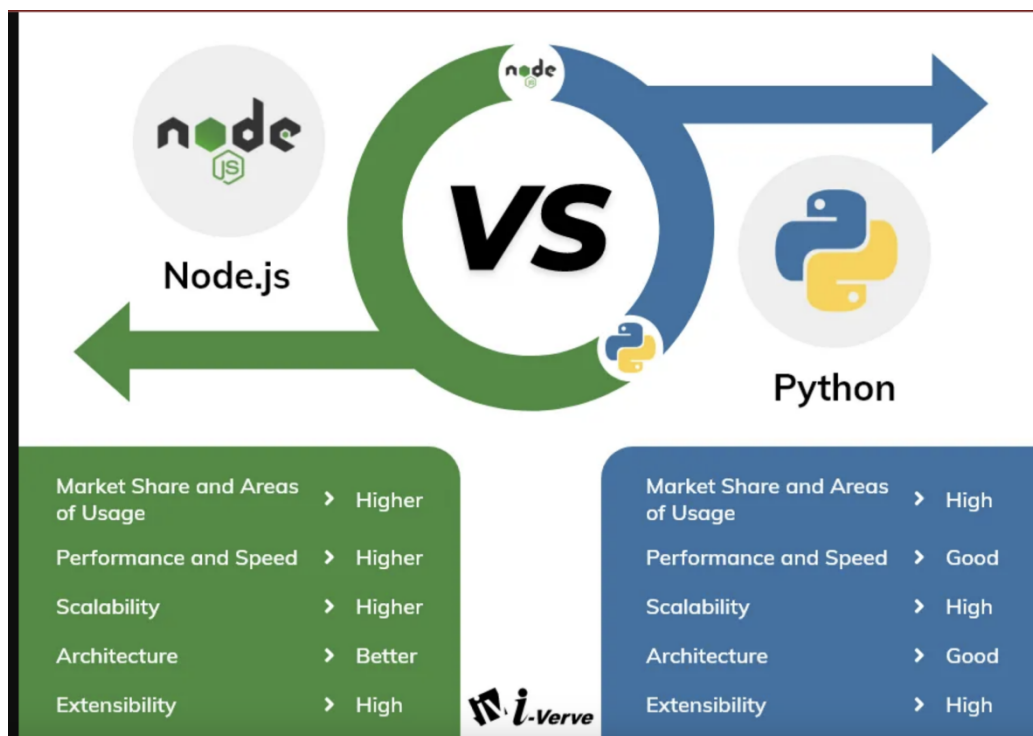 node
JS
node
JS
VS
Node.js
Python
Market Share and Areas
of Usage > Higher
Performance and Speed > Higher
Scalability > Higher
Architecture > Better
Extensibility > High
i-Verve
Market Share and Areas
of Usage > High
Performance and Speed > Good
Scalability > High
Architecture > Good
Extensibility > High